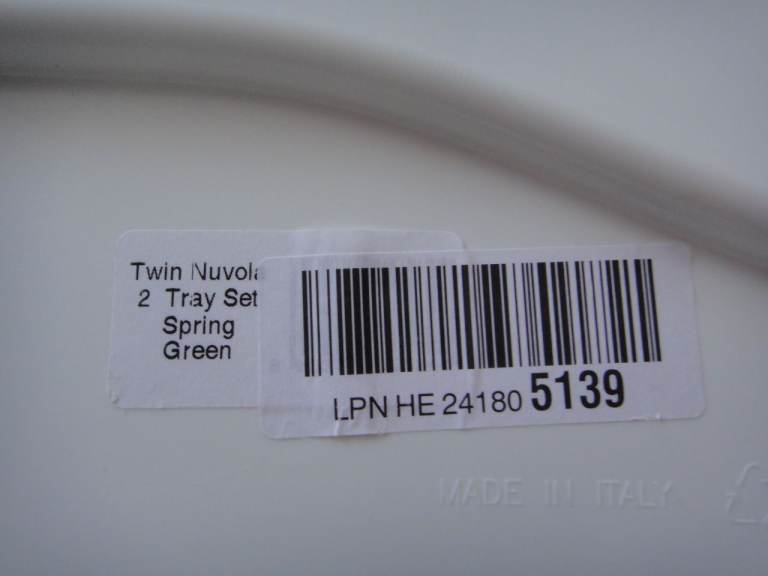 Twin Nuvola
2 Tray Set
Spring
Green
LPN HE 24180 5139
MADE IN ITALY